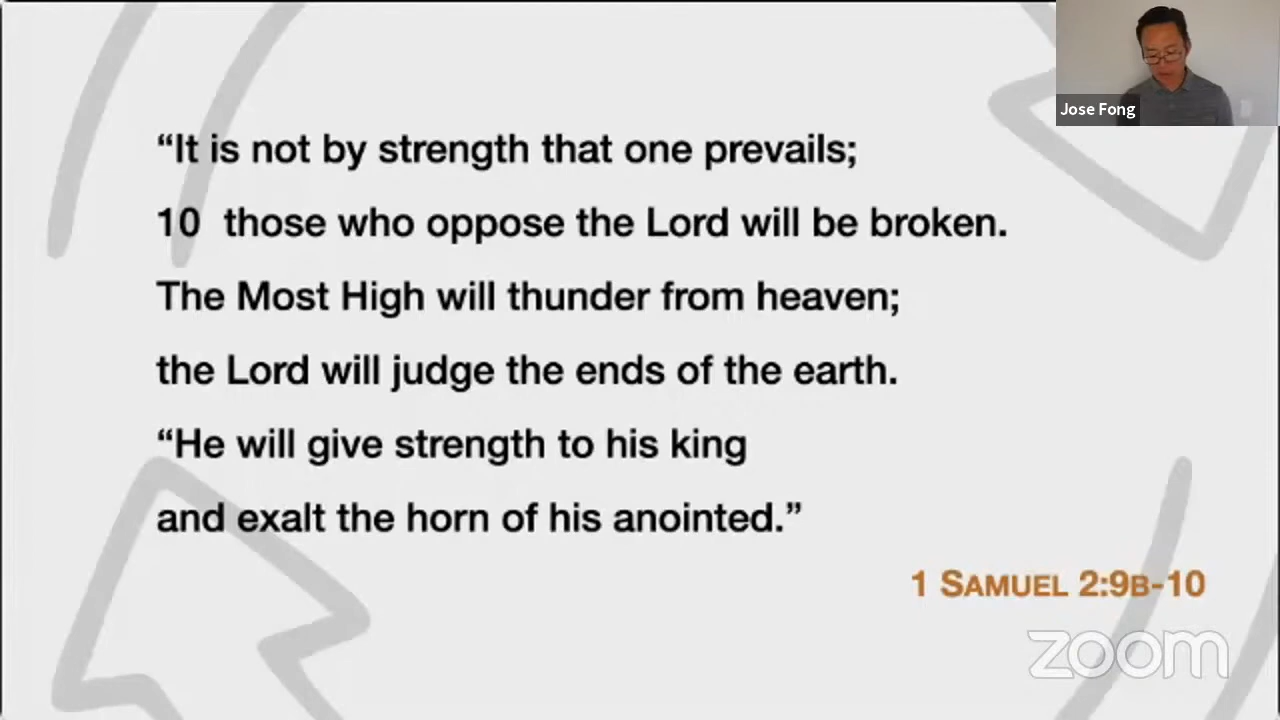 Jose Fong
“It is not by strength that one prevails;
10 those who oppose the Lord will be broken.
The Most High will thunder from heaven;
the Lord will judge the ends of the earth.
“He will give strength to his king
and exalt the horn of his anointed.”
1 SAMUEL 2:9B-10
zoom